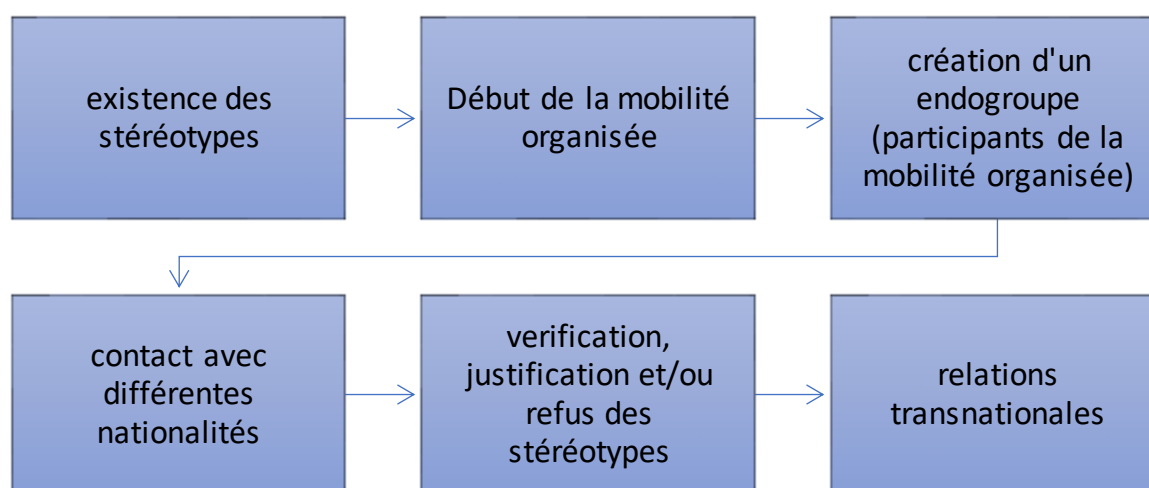 existence des
stéréotypes
Début de la mobilité
organisée
création d'un
endogroupe
(participants de la
mobilité organisée)
contact avec
différentes
nationalités
verification,
justification et/ou
refus des
stéréotypes
relations
transnationales